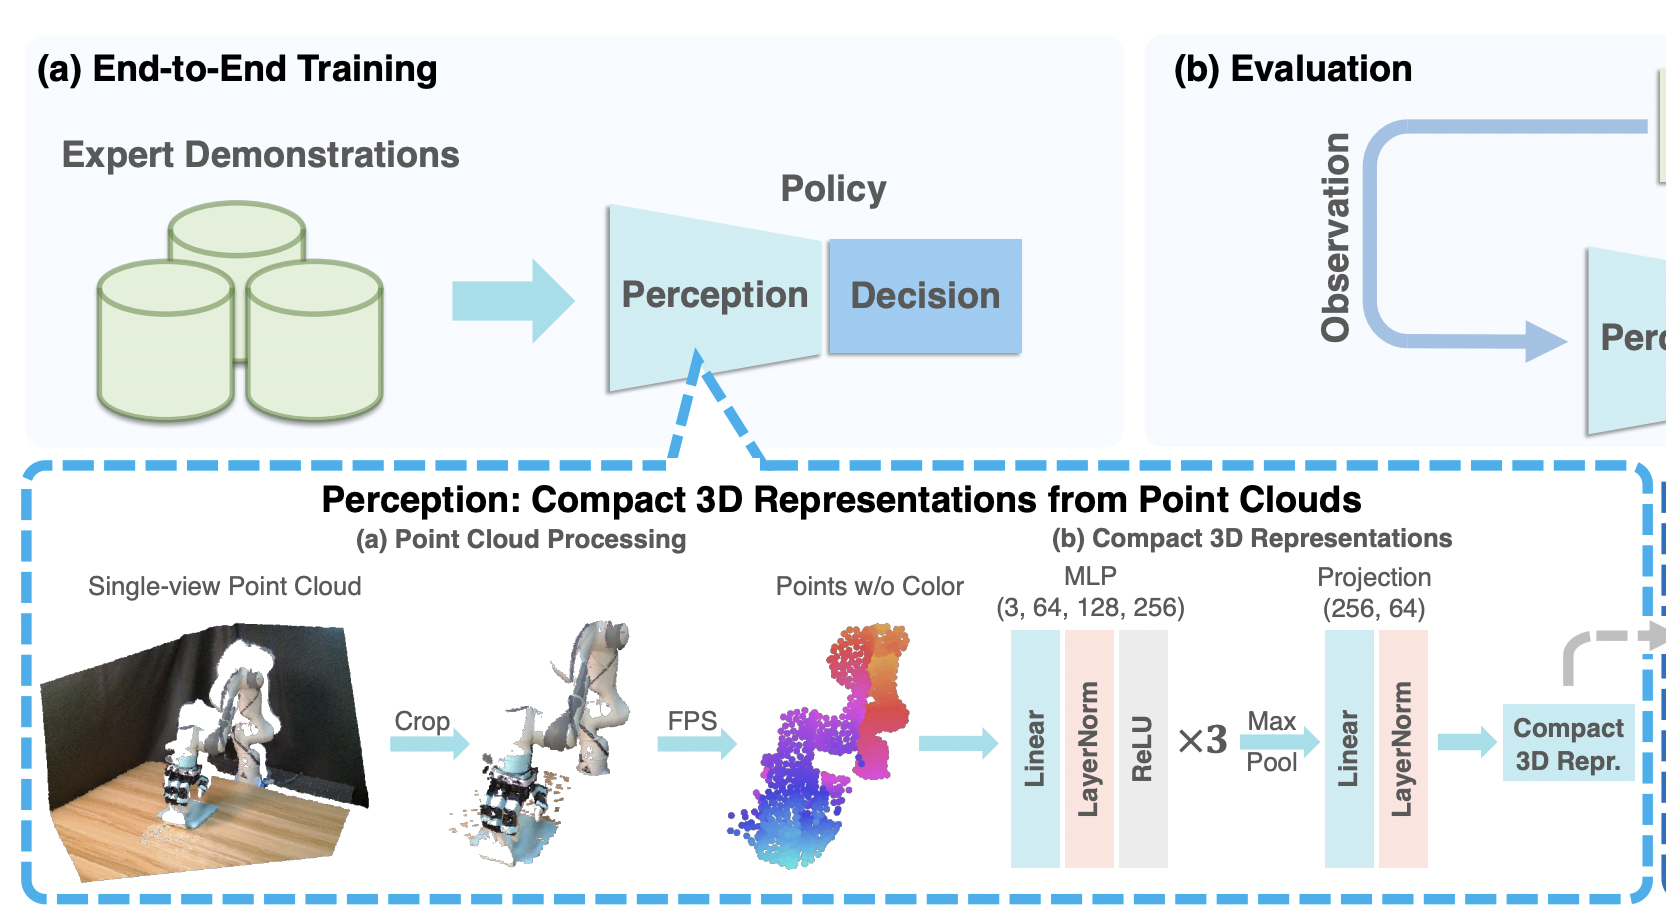 (a) End-to-End Training
Expert Demonstrations
Policy
Perception
Decision
(b) Evaluation
Observation
Perception: Compact 3D Representations from Point Clouds
(a) Point Cloud Processing
Single-view Point Cloud
Crop
FPS
Points w/o Color
(b) Compact 3D Representations
MLP
(3, 64, 128, 256)
Linear
LayerNorm
ReLU
×3
Max
Pool
Projection
(256, 64)
Linear
LayerNorm
Compact
3D Repr.